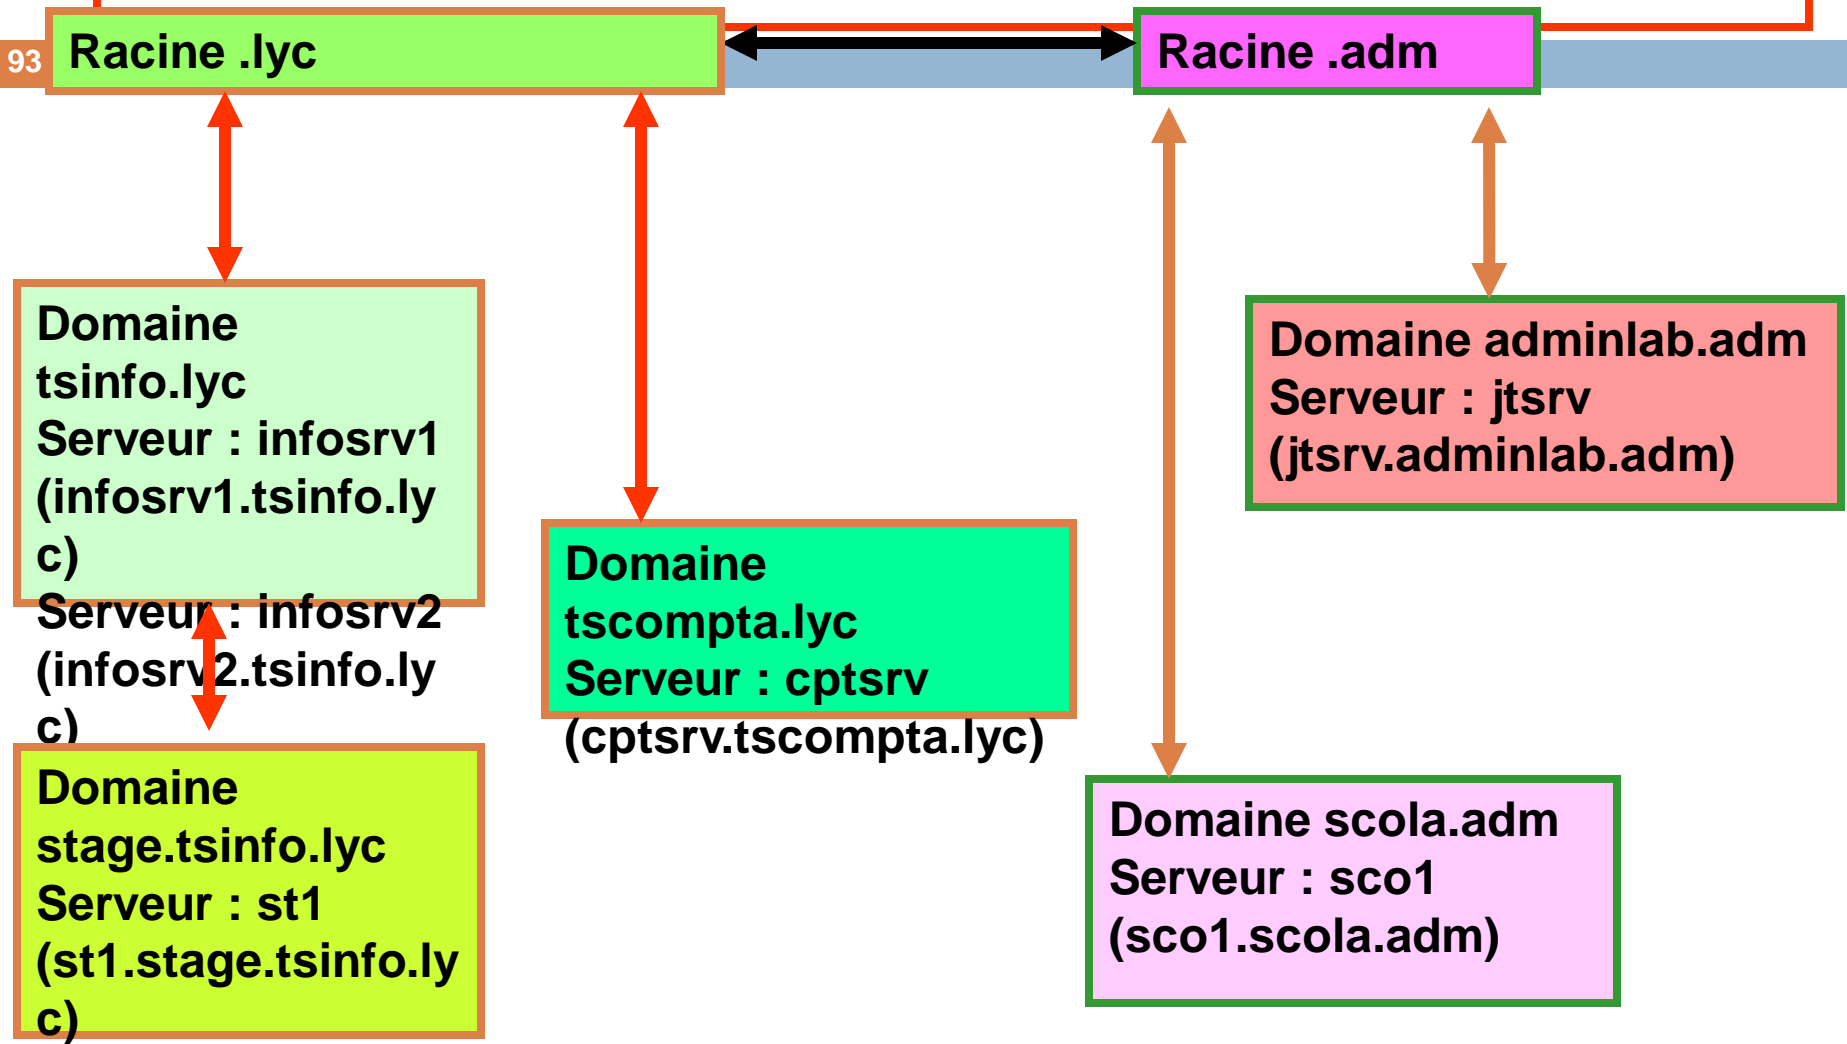 93
Racine .lyc
Racine .adm
Domaine
tsinfo.lyc
Serveur : infosrv1
(infosrv1.tsinfo.ly
c)
Serveur : infosrv2
(infosrv2.tsinfo.ly
c)
Domaine
stage.tsinfo.lyc
Serveur : st1
(st1.stage.tsinfo.ly
c)
Domaine
tscompta.lyc
Serveur : cptsrv
(cptsrv.tscompta.lyc)
Domaine adminlab.adm
Serveur : jtsrv
(jtsrv.adminlab.adm)
Domaine scola.adm
Serveur : sco1
(sco1.scola.adm)